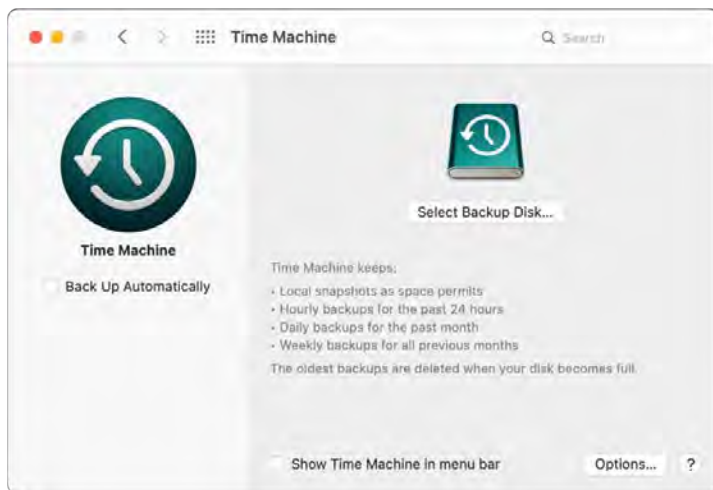 Time Machine
Search
Select Backup Disk...
Time Machine
Back Up Automatically
Time Machine keeps:
• Local snapshots as space permits
• Hourly backups for the past 24 hours
• Daily backups for the past month
• Weekly backups for all previous months
The oldest backups are deleted when your disk becomes full.
Show Time Machine in menu bar
Options...
?